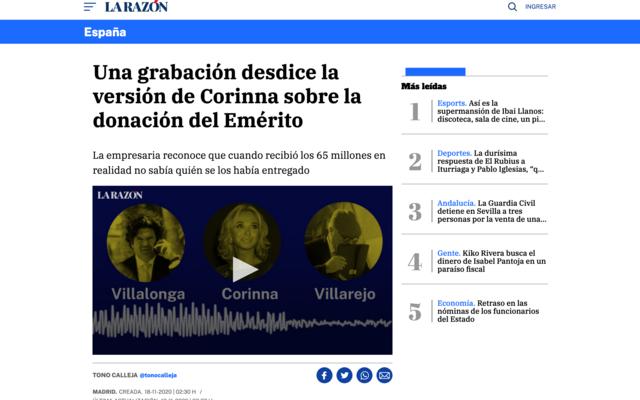 LA RAZÓN
INGRESAR
España
Una grabación desdice la
versión de Corinna sobre la
donación del Emérito
La empresaria reconoce que cuando recibió los 65 millones en
realidad no sabía quién se los había entregado
LA RAZÓN
Villalonga
Corinna
Villarejo
TONO CALLEJA @tonocalleja
MADRID. CREADA. 18-11-2020 | 02:30 H /
Más leídas
1
Esports. Así es la
supermansión de Ibai Llanos:
discoteca, sala de cine, un pi...
2
Deportes. La durísima
respuesta de El Rubius a
Iturriaga y Pablo Iglesias, "q...
3
Andalucía. La Guardia Civil
detiene en Sevilla a tres
personas por la venta de una...
4
Gente. Kiko Rivera busca el
dinero de Isabel Pantoja en un
paraíso fiscal
5
Economía. Retraso en las
nóminas de los funcionarios
del Estado